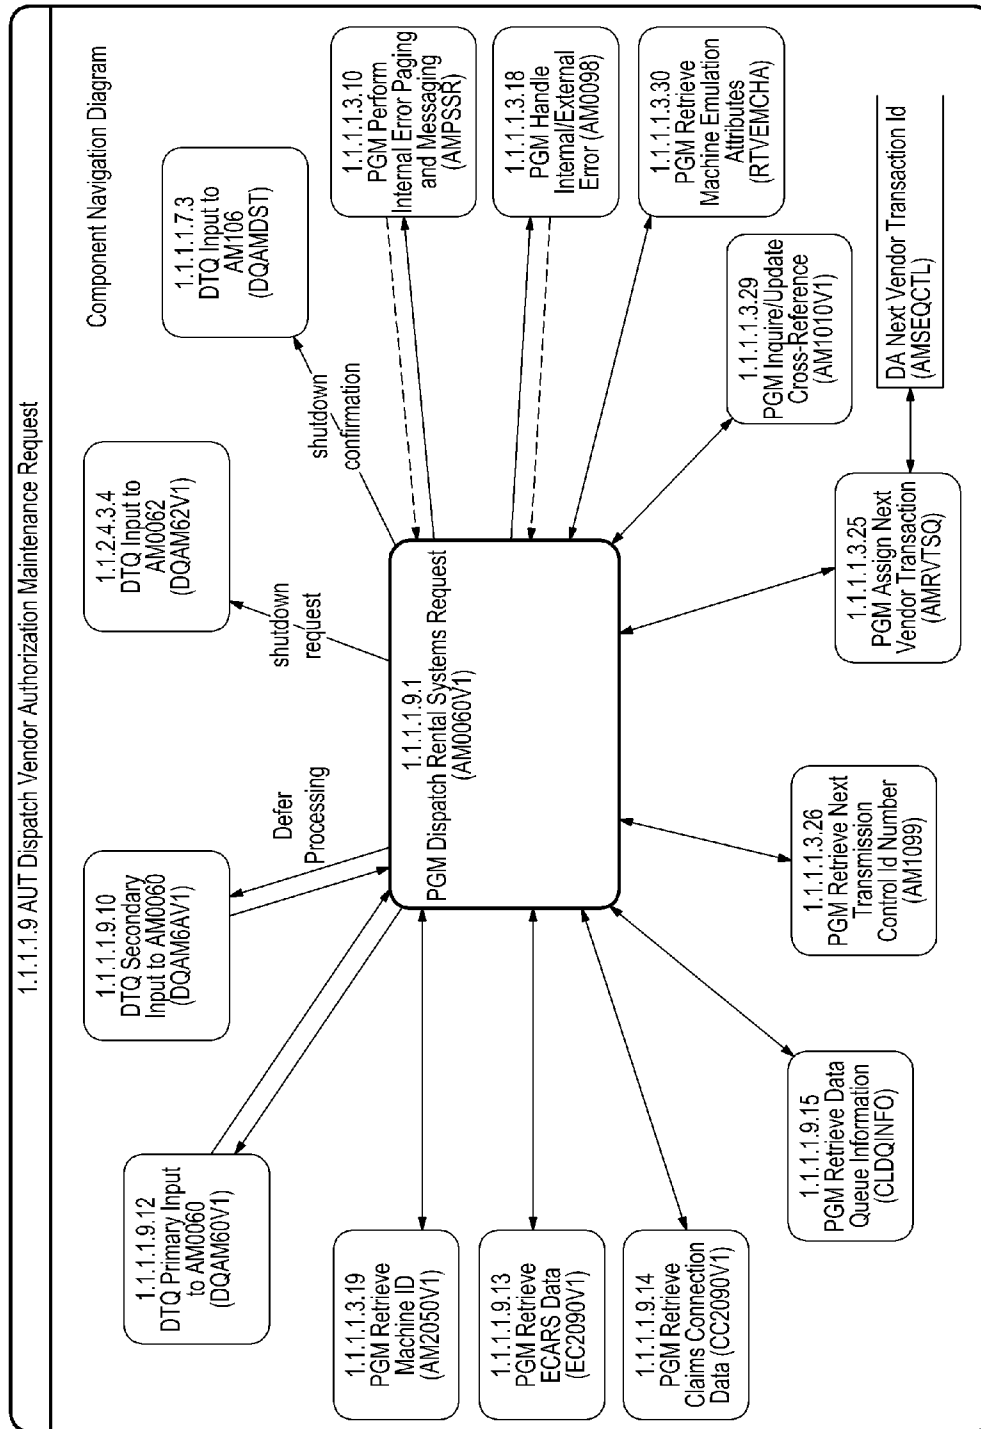 1.1.1.1.9 AUT Dispatch Vendor Authorization Maintenance Request
Component Navigation Diagram
1.1.1.1.9.12
DTQ Primary Input
to AM0060
(DQAM60V1)
1.1.1.1.9.10
DTQ Secondary
Input to AM0060
(DQAM6AV1)
Defer
Processing
1.1.2.4.3.4
DTQ Input to
AM0062
(DQAM62V1)
shutdown
request
1.1.1.1.7.3
DTQ Input to
AM106
(DQAMDST)
shutdown
confirmation
1.1.1.1.3.19
PGM Retrieve
Machine ID
(AM2050V1)
1.1.1.1.9.13
PGM Retrieve
ECARS Data
(EC2090V1)
1.1.1.1.9.14
PGM Retrieve
Claims Connection
Data (CC2090V1)
1.1.1.1.9.1
PGM Dispatch Rental Systems Request
(AM0060V1)
1.1.1.1.3.10
PGM Perform
Internal Error Paging
and Messaging
(AMPSSR)
1.1.1.1.3.18
PGM Handle
Internal/External
Error (AM0098)
1.1.1.1.3.30
PGM Retrieve
Machine Emulation
Attributes
(RTVEMCHA)
1.1.1.1.9.15
PGM Retrieve Data
Queue Information
(CLDQINFO)
1.1.1.1.3.26
PGM Retrieve Next
Transmission
Control Id Number
(AM1099)
1.1.1.1.3.25
PGM Assign Next
Vendor Transaction
(AMRVTSQ)
1.1.1.1.3.29
PGM Inquire/Update
Cross-Reference
(AM1010V1)
DA Next Vendor Transaction Id
(AMSEQCTL)